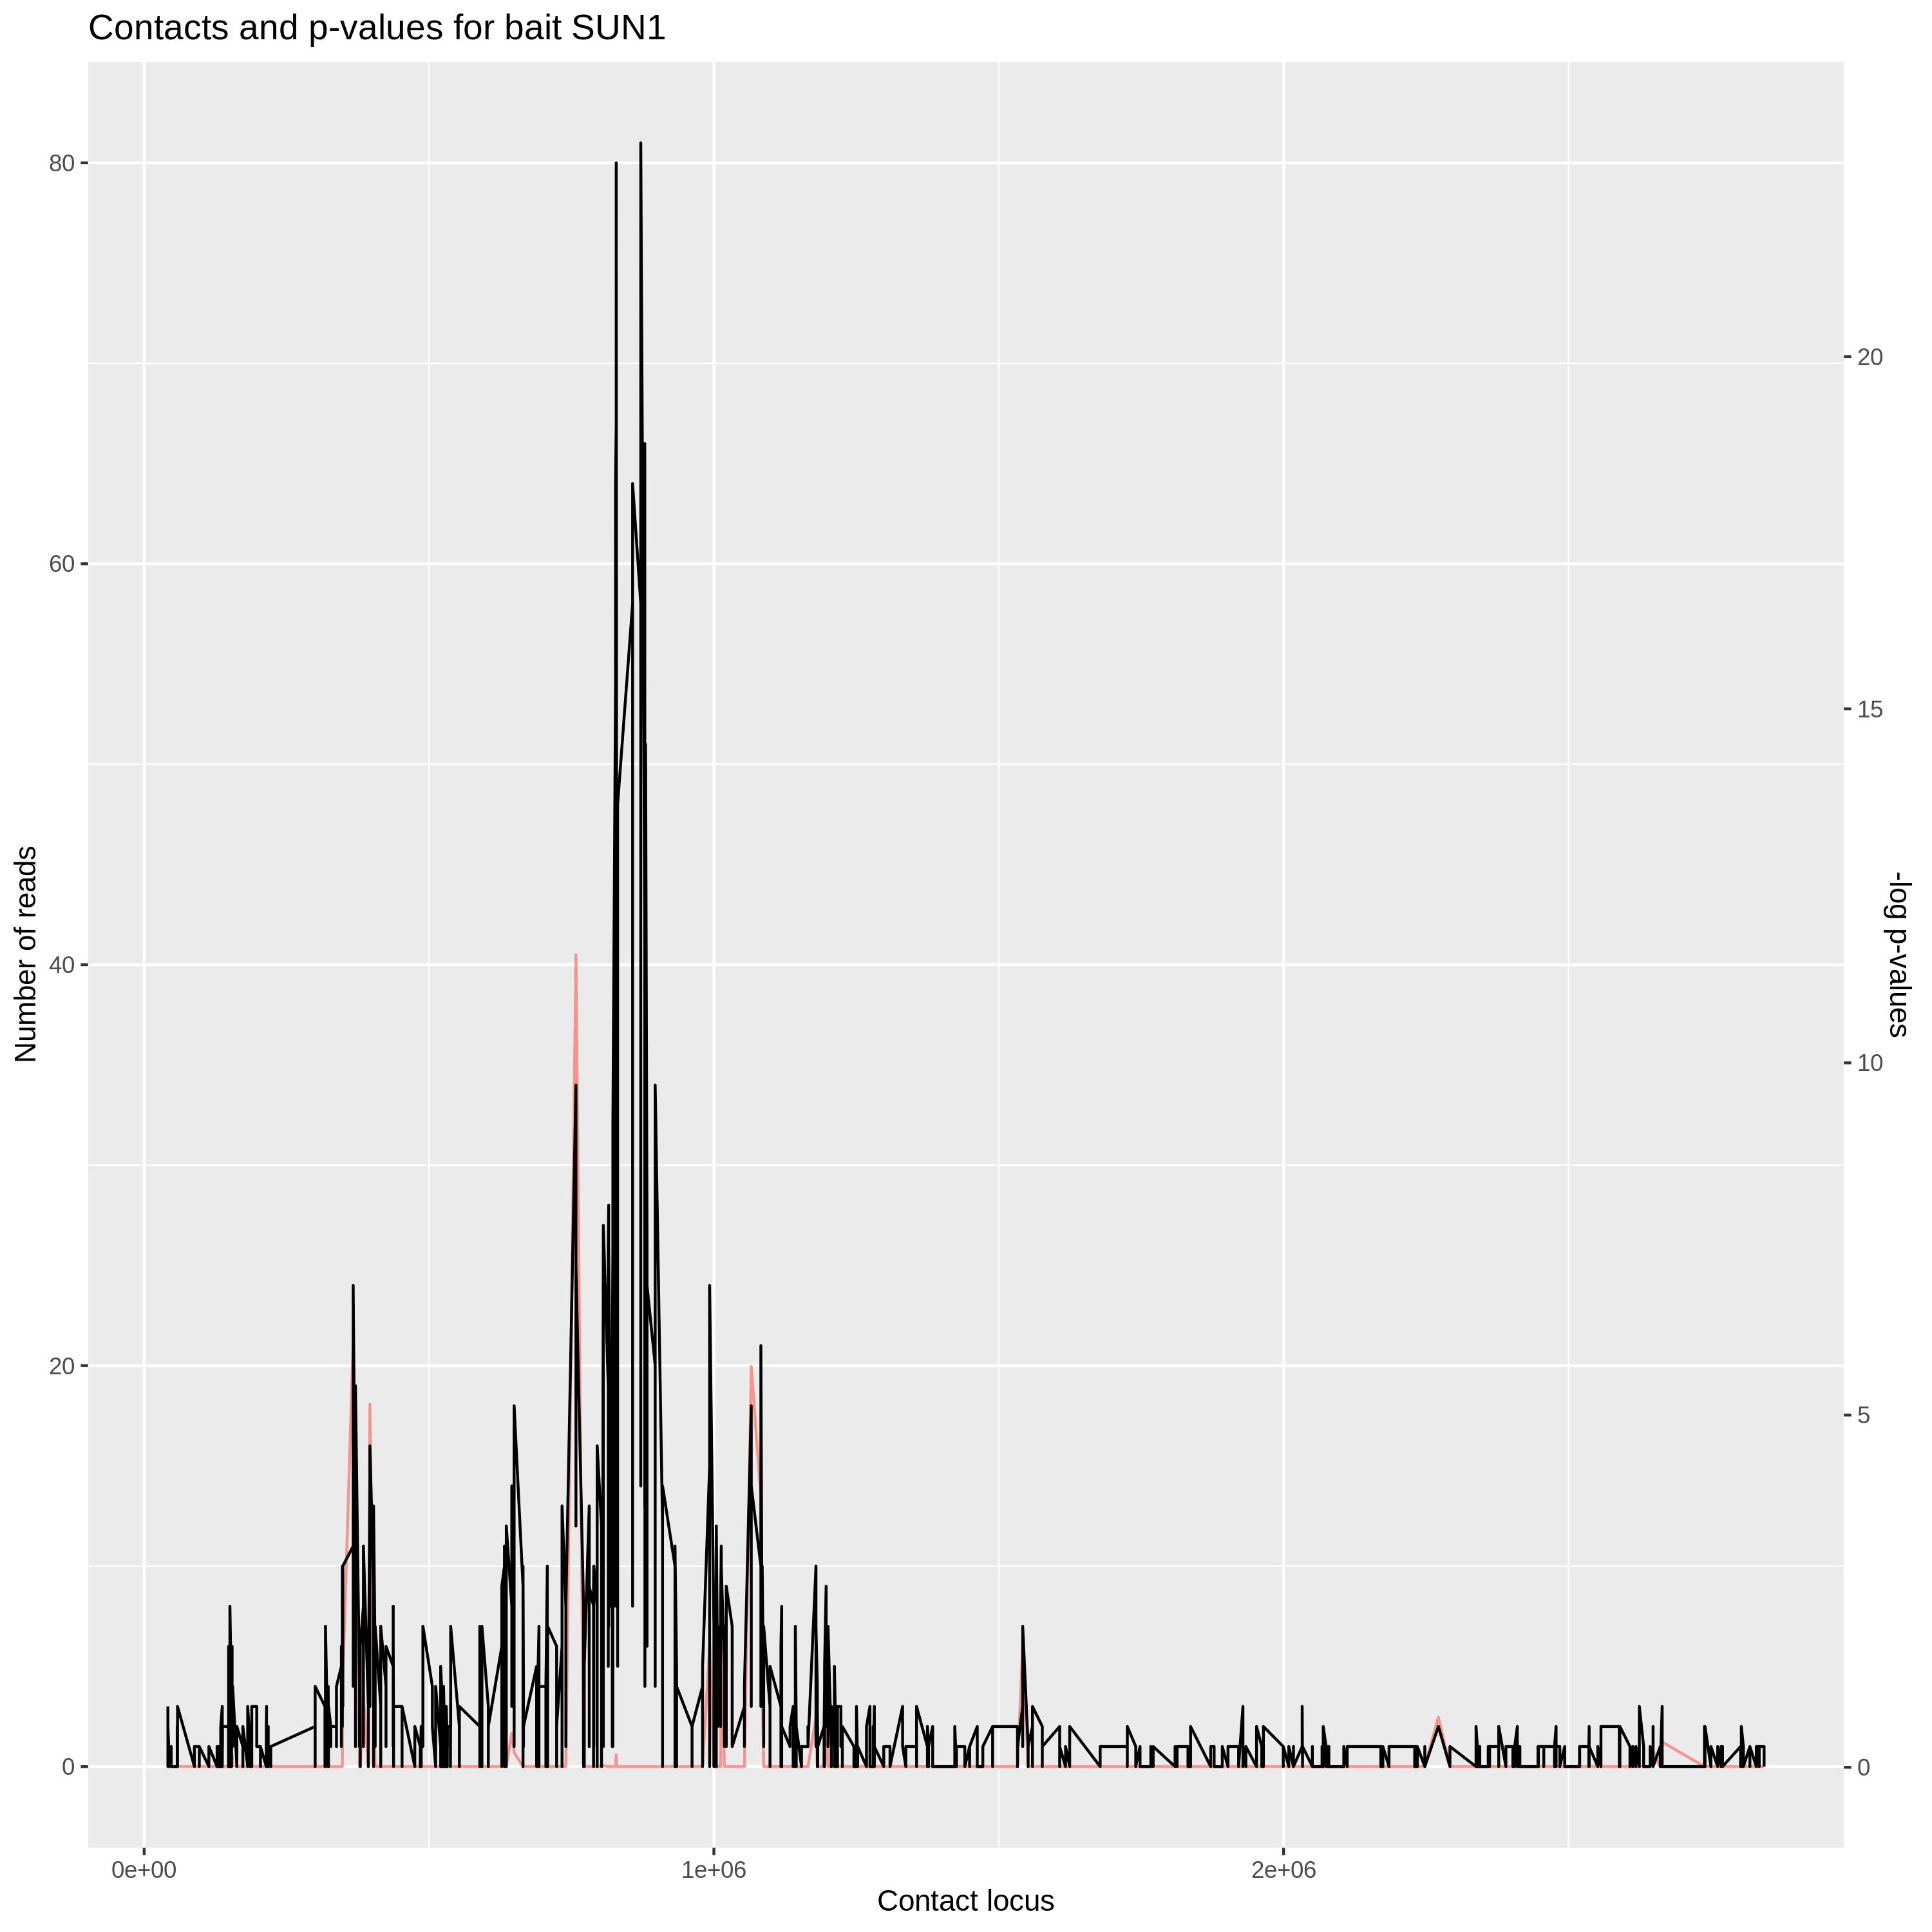 Contacts and p-values for bait SUN1
80
60
40
20
0
Number of reads
20
15
10
5
0
-log p-values
0e+00 1e+06 2e+06
Contact locus